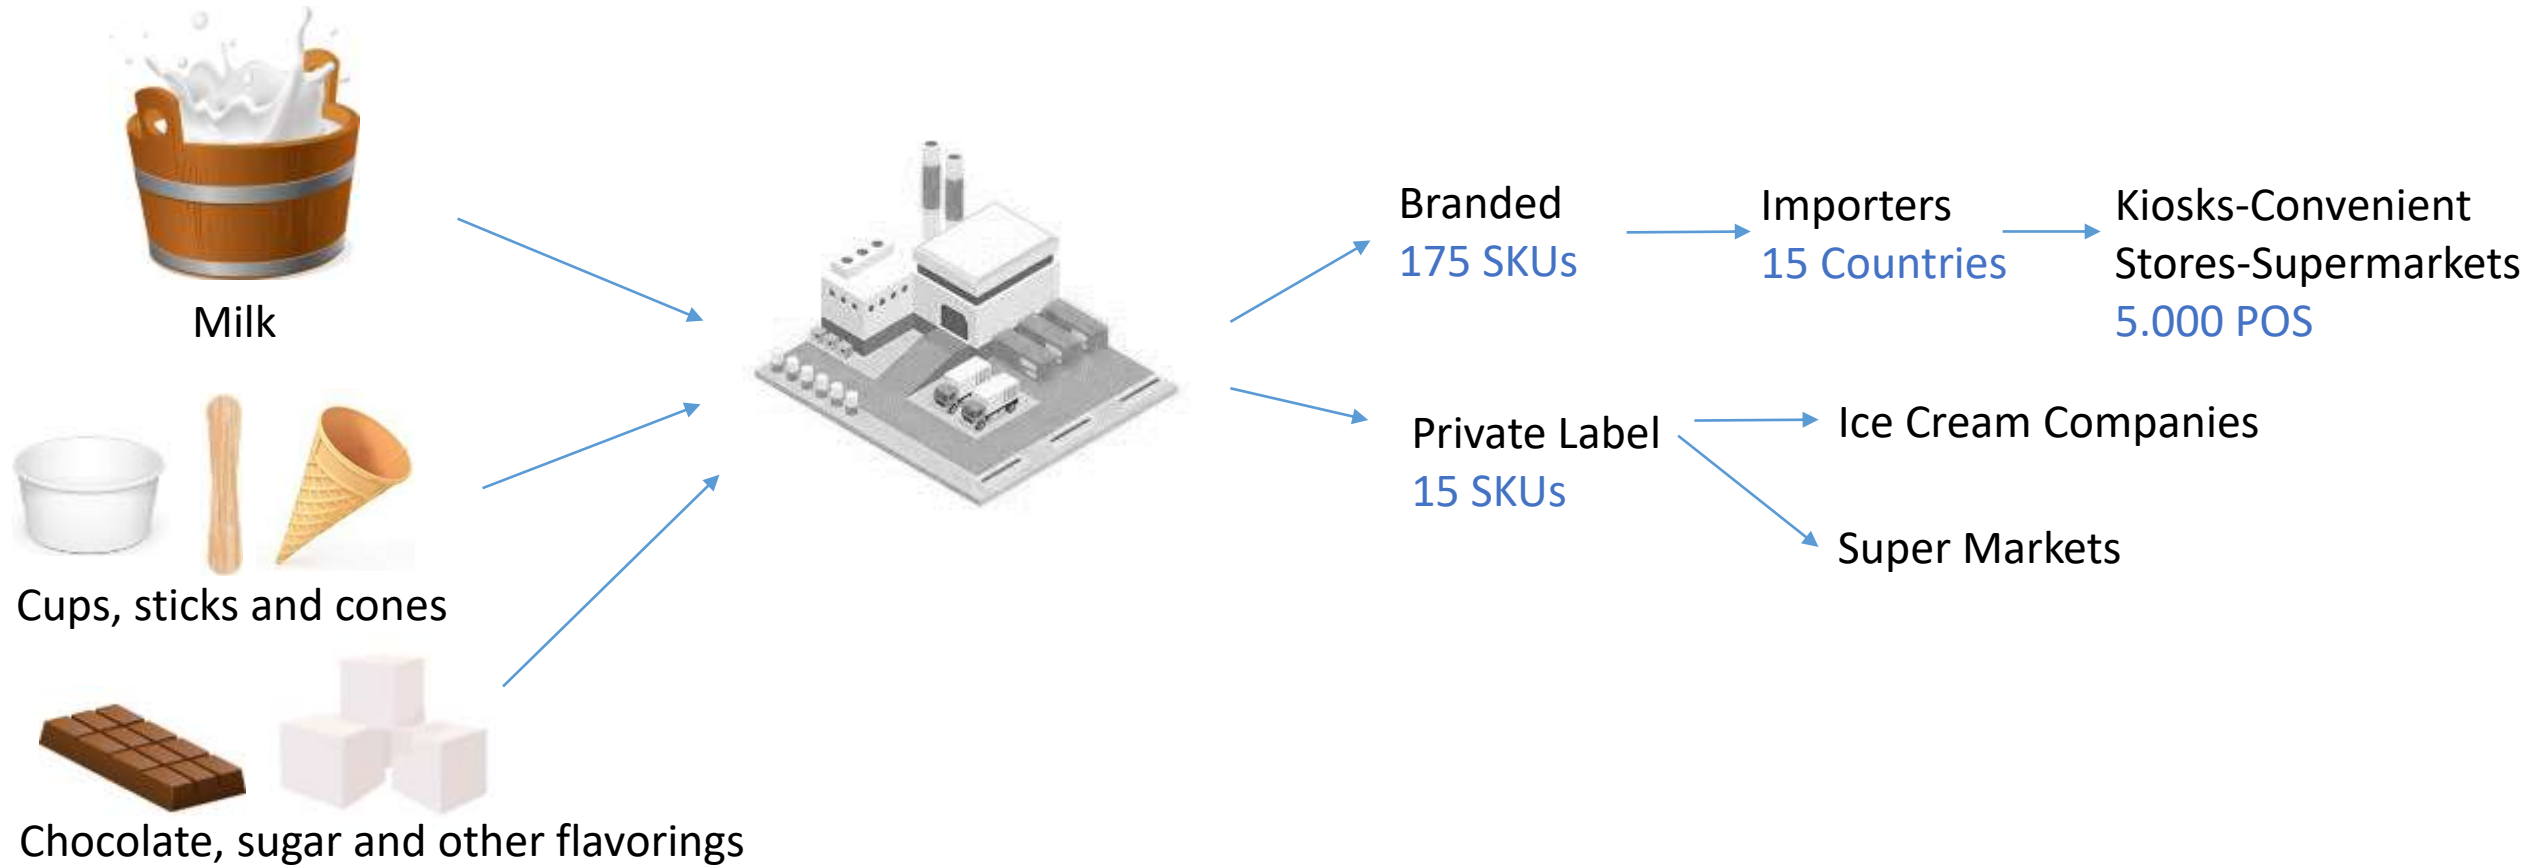 Milk
Cups, sticks and cones
Chocolate, sugar and other flavorings
Branded
175 SKUs
Importers
15 Countries
Kiosks-Convenient
Stores-Supermarkets
5.000 POS
Private Label
15 SKUs
Ice Cream Companies
Super Markets